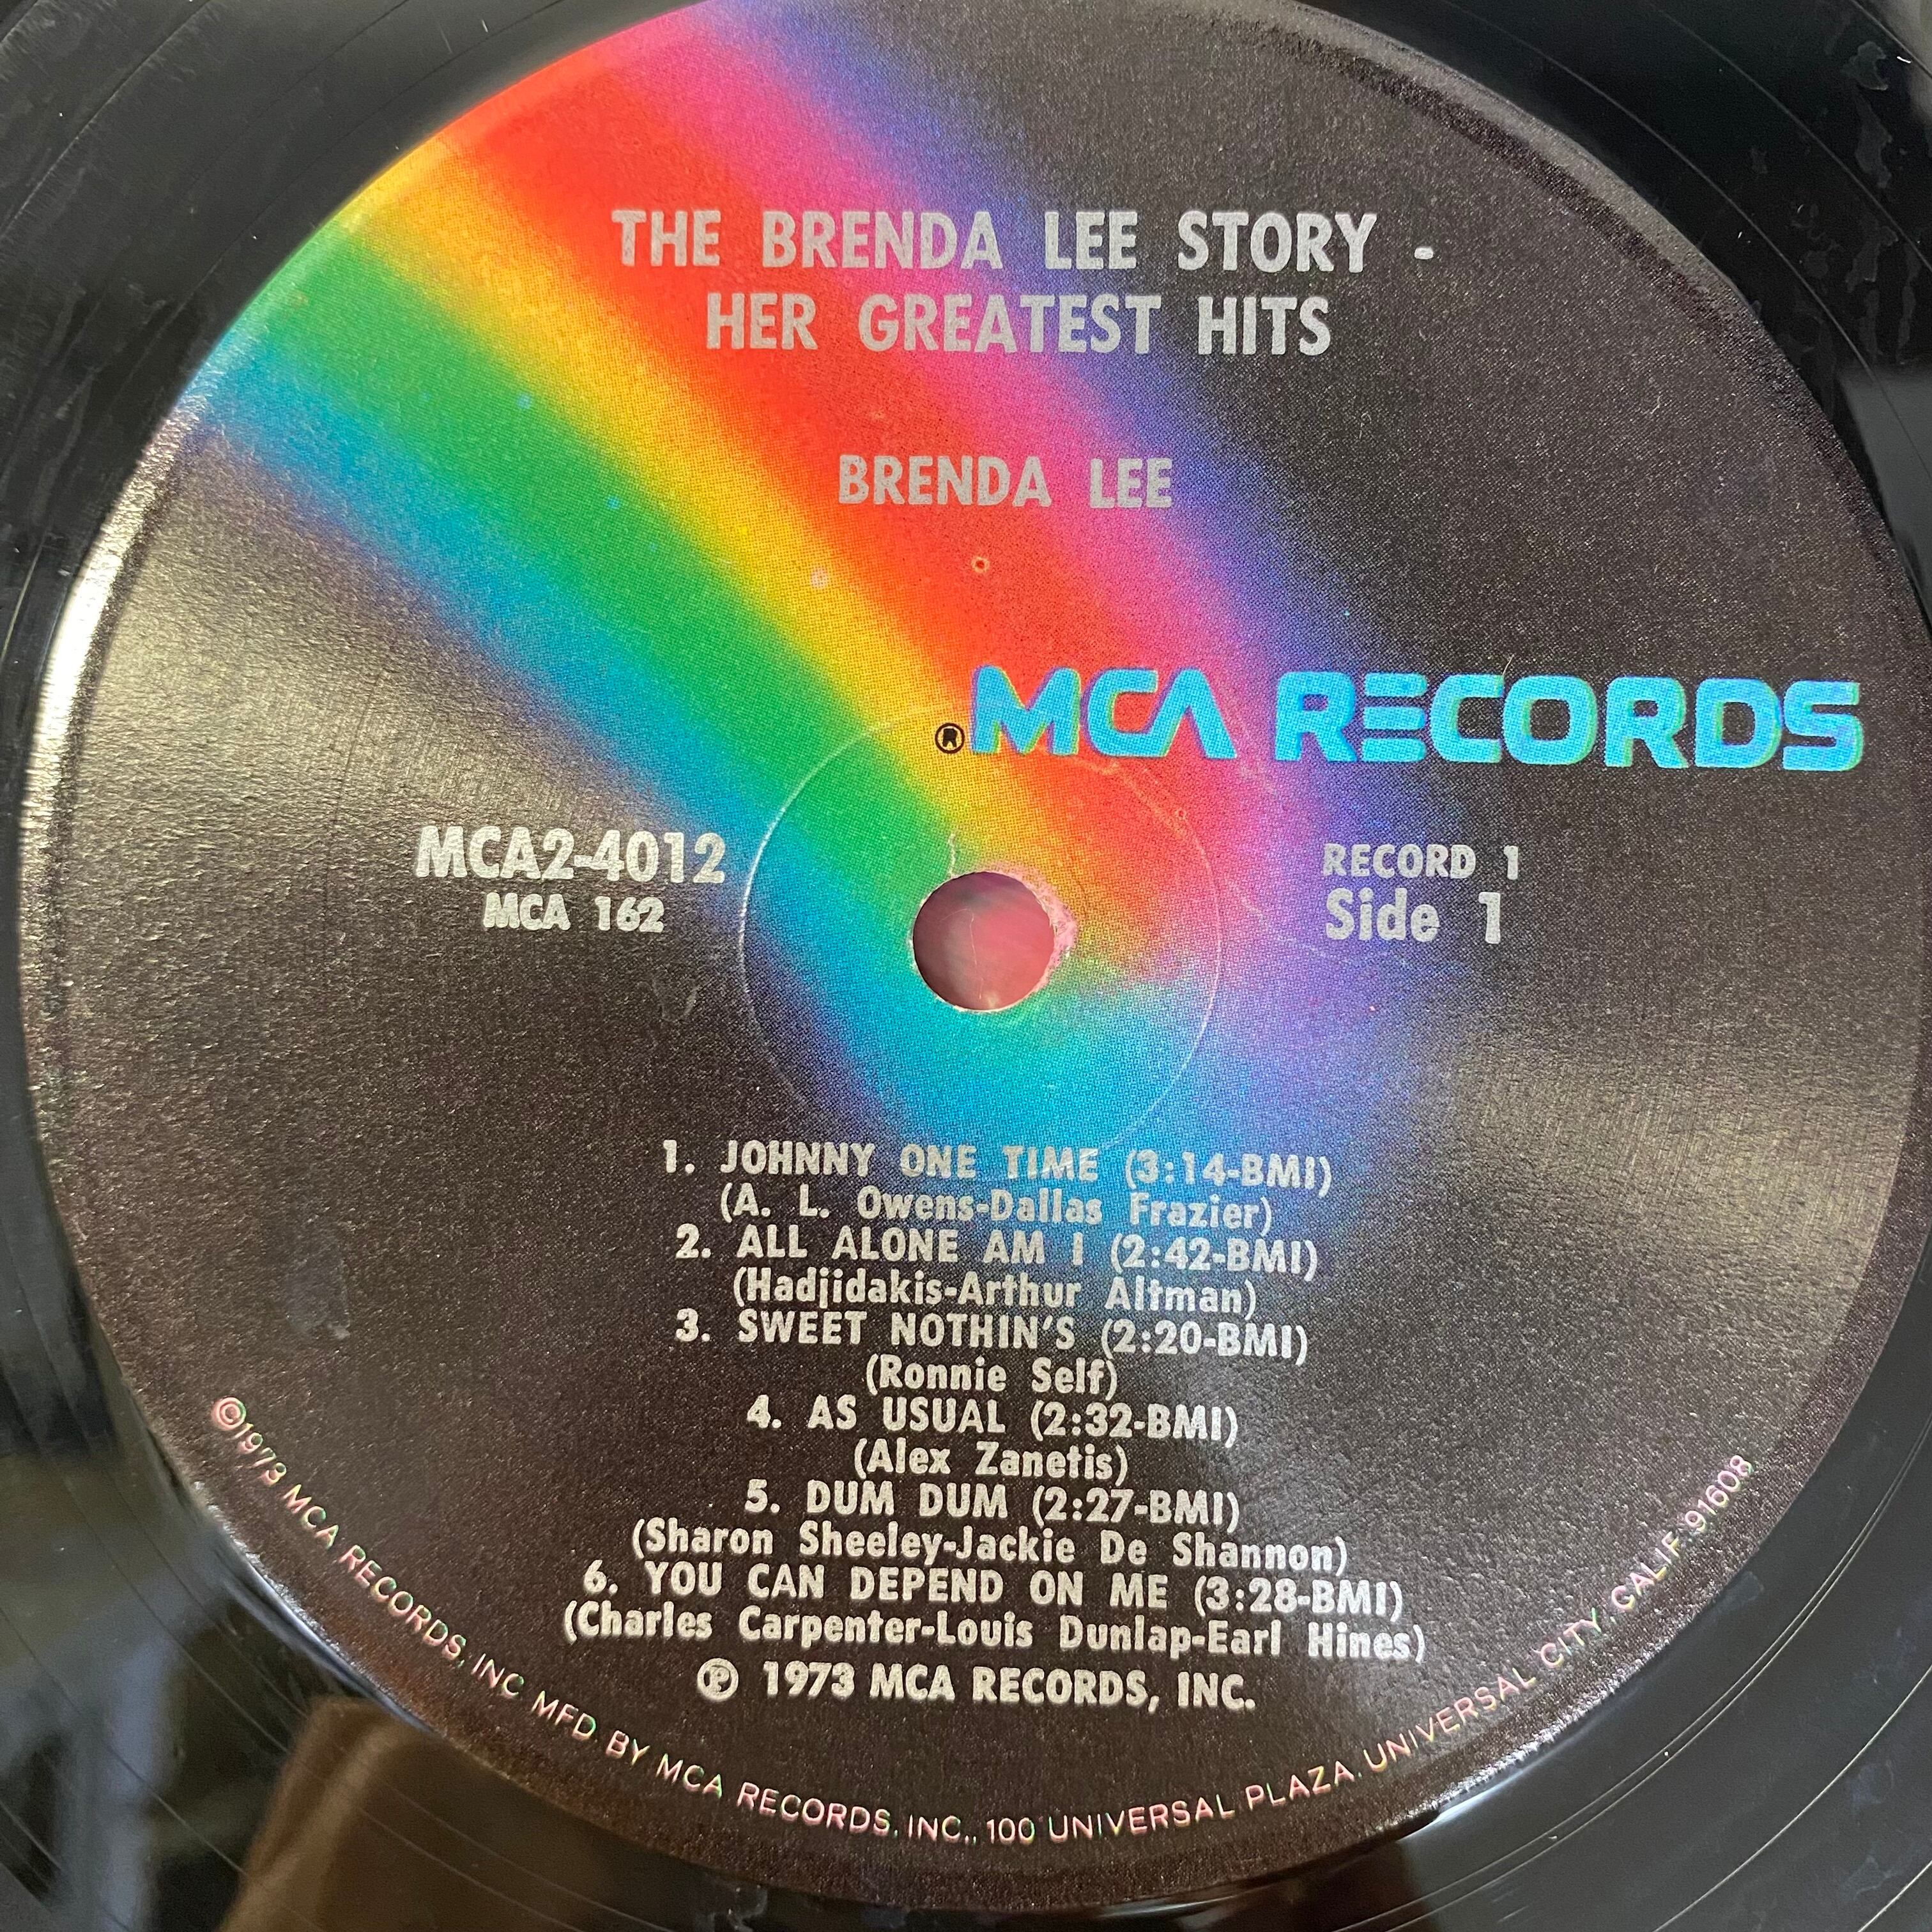 THE BRENDA LEE STORY -
HER GREATEST HITS
BRENDA LEE
® MCA RECORDS
MCA2-4012
MCA 162
RECORD 1
Side 1
1. JOHNNY ONE TIME (3:14-BMI)
(A. L. Owens-Dallas Frazier)
2. ALL ALONE AM I (2:42-BMI)
(Hadjidakis-Arthur Altman)
3. SWEET NOTHIN'S (2:20-BMI)
(Ronnie Self)
4. AS USUAL (2:32-BMI)
(Alex Zanetis)
5. DUM DUM (2:27-BMI)
(Sharon Sheeley-Jackie De Shannon)
6. YOU CAN DEPEND ON ME (3:28-BMI)
(Charles Carpenter-Louis Dunlap-Earl Hines)
℗ 1973 MCA RECORDS, INC.
©1973 MCA RECORDS, INC MFD BY MCA RECORDS, INC., 100 UNIVERSAL PLAZA, UNIVERSAL CITY, CALIF. 91608